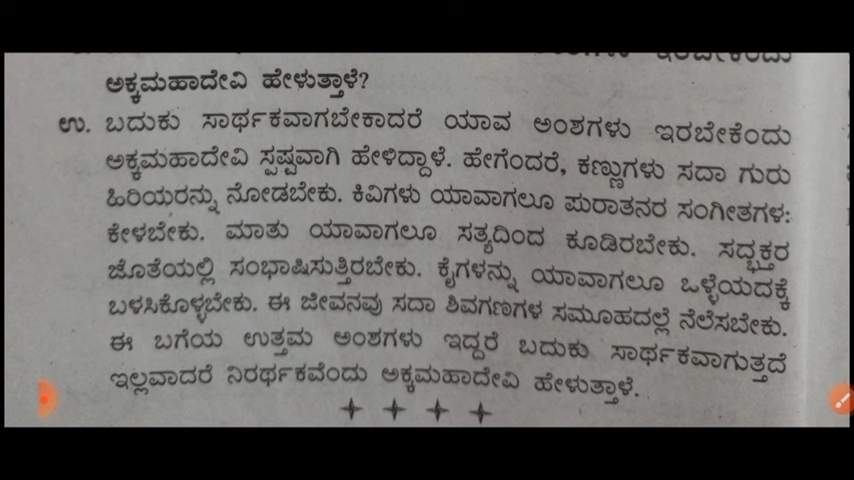 ಇರಬೇಕೆಂದು
ಅಕ್ಕಮಹಾದೇವಿ ಹೇಳುತ್ತಾಳೆ?
ಉ. ಬದುಕು ಸಾರ್ಥಕವಾಗಬೇಕಾದರೆ ಯಾವ ಅಂಶಗಳು ಇರಬೇಕೆಂದು
ಅಕ್ಕಮಹಾದೇವಿ ಸ್ಪಷ್ಟವಾಗಿ ಹೇಳಿದ್ದಾಳೆ. ಹೇಗೆಂದರೆ, ಕಣ್ಣುಗಳು ಸದಾ ಗುರು
ಹಿರಿಯರನ್ನು ನೋಡಬೇಕು. ಕಿವಿಗಳು ಯಾವಾಗಲೂ ಪುರಾತನರ ಸಂಗೀತಗಳ:
ಕೇಳಬೇಕು. ಮಾತು ಯಾವಾಗಲೂ ಸತ್ಯದಿಂದ ಕೂಡಿರಬೇಕು. ಸದ್ಭಕ್ತರ
ಜೊತೆಯಲ್ಲಿ ಸಂಭಾಷಿಸುತ್ತಿರಬೇಕು. ಕೈಗಳನ್ನು ಯಾವಾಗಲೂ ಒಳ್ಳೆಯದಕ್ಕೆ
ಬಳಸಿಕೊಳ್ಳಬೇಕು. ಈ ಜೀವನವು ಸದಾ ಶಿವಗಣಗಳ ಸಮೂಹದಲ್ಲೆ ನೆಲೆಸಬೇಕು.
ಈ ಬಗೆಯ ಉತ್ತಮ ಅಂಶಗಳು ಇದ್ದರೆ ಬದುಕು ಸಾರ್ಥಕವಾಗುತ್ತದೆ
ಇಲ್ಲವಾದರೆ ನಿರರ್ಥಕವೆಂದು ಅಕ್ಕಮಹಾದೇವಿ ಹೇಳುತ್ತಾಳೆ.